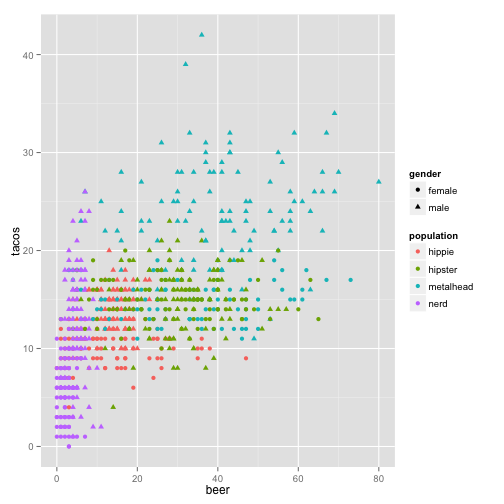 40
30
20
10
0
tacos
0
20
40
60
80
beer
gender
female
male
population
hippie
hipster
metalhead
nerd